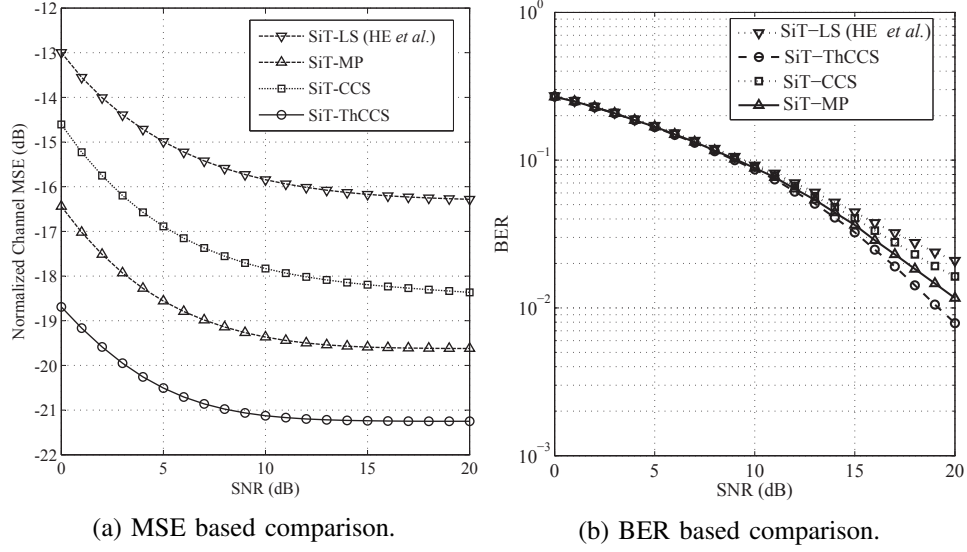 -12
-13
-14
-15
-16
-17
-18
-19
-20
-21
-22
Normalized Channel MSE (dB)
SiT-LS (HE et al.)
SiT-MP
SiT-CCS
SiT-ThCCS
0 5 10 15 20
SNR (dB)
(a) MSE based comparison.
10^0
10^-1
10^-2
10^-3
BER
SiT−LS (HE et al.)
SiT−ThCCS
SiT−CCS
SiT−MP
0 5 10 15 20
SNR (dB)
(b) BER based comparison.